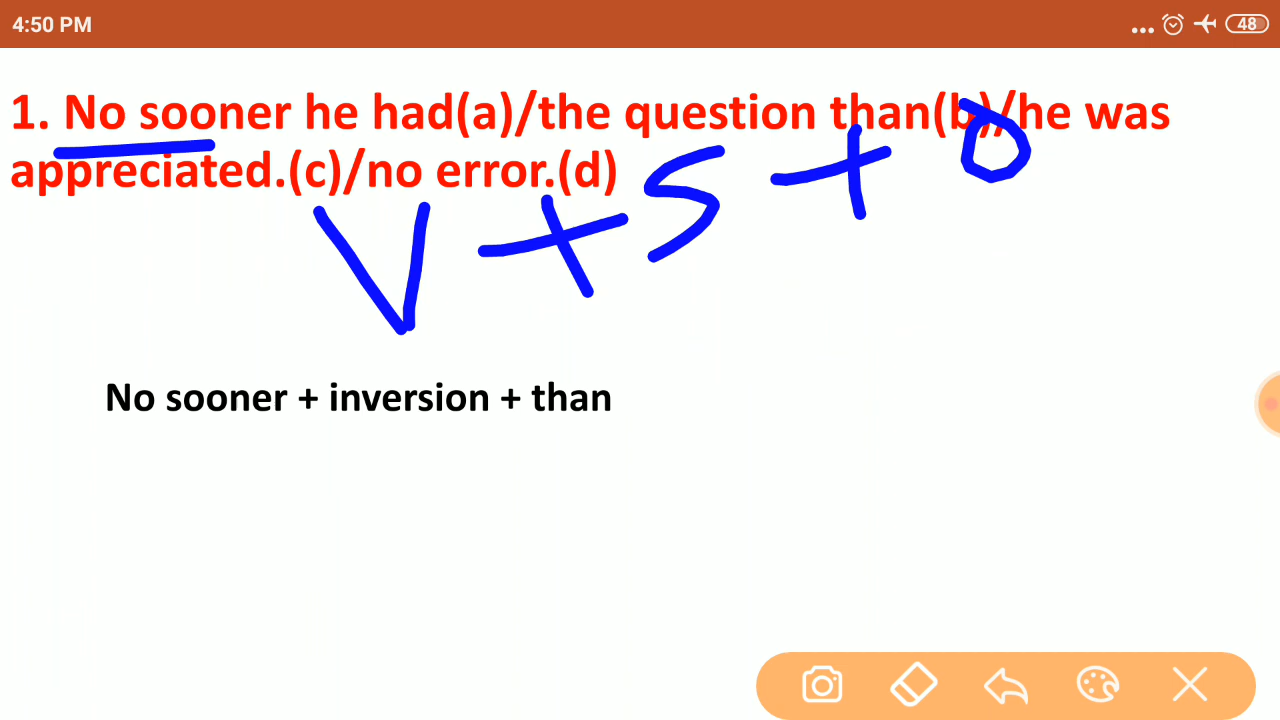 4:50 PM
48
1. No sooner he had(a)/the question than(b)/he was
appreciated.(c)/no error.(d)
V + S + O
No sooner + inversion + than